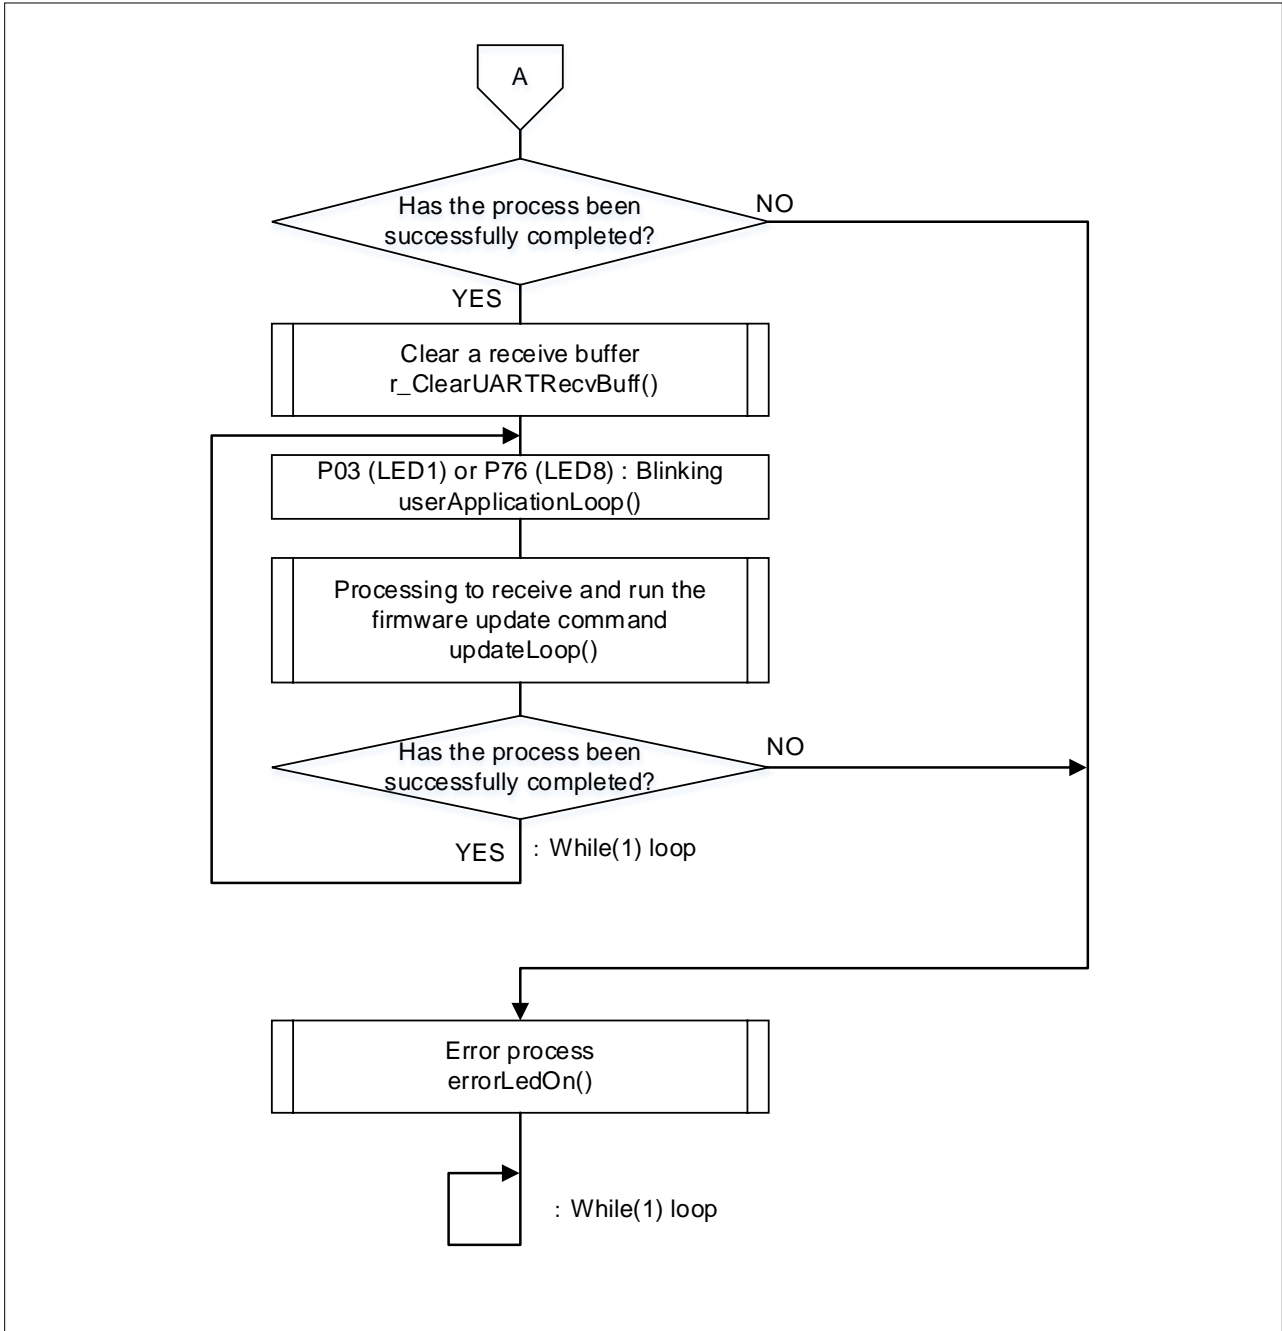 A
Has the process been
successfully completed?
NO
YES
Clear a receive buffer
r_ClearUARTRecvBuff()
P03 (LED1) or P76 (LED8) : Blinking
userApplicationLoop()
Processing to receive and run the
firmware update command
updateLoop()
Has the process been
successfully completed?
NO
YES
: While(1) loop
Error process
errorLedOn()
: While(1) loop